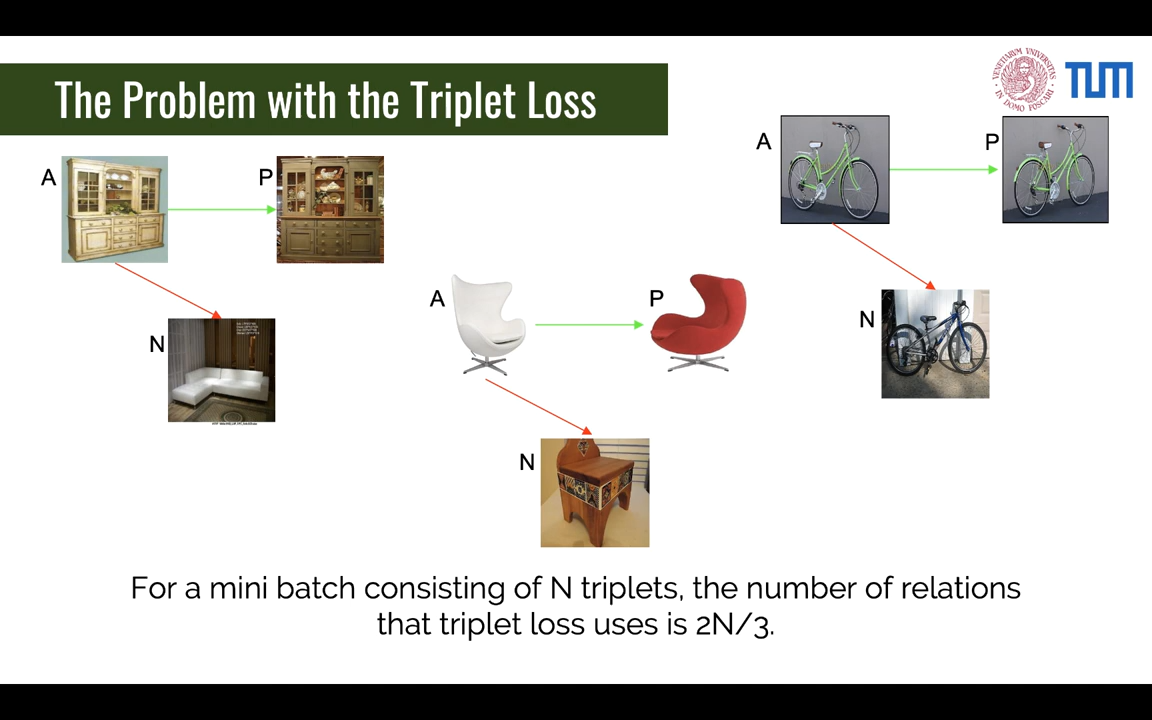 The Problem with the Triplet Loss
TUM
A
P
N
A
P
N
A
P
N
For a mini batch consisting of N triplets, the number of relations
that triplet loss uses is 2N/3.